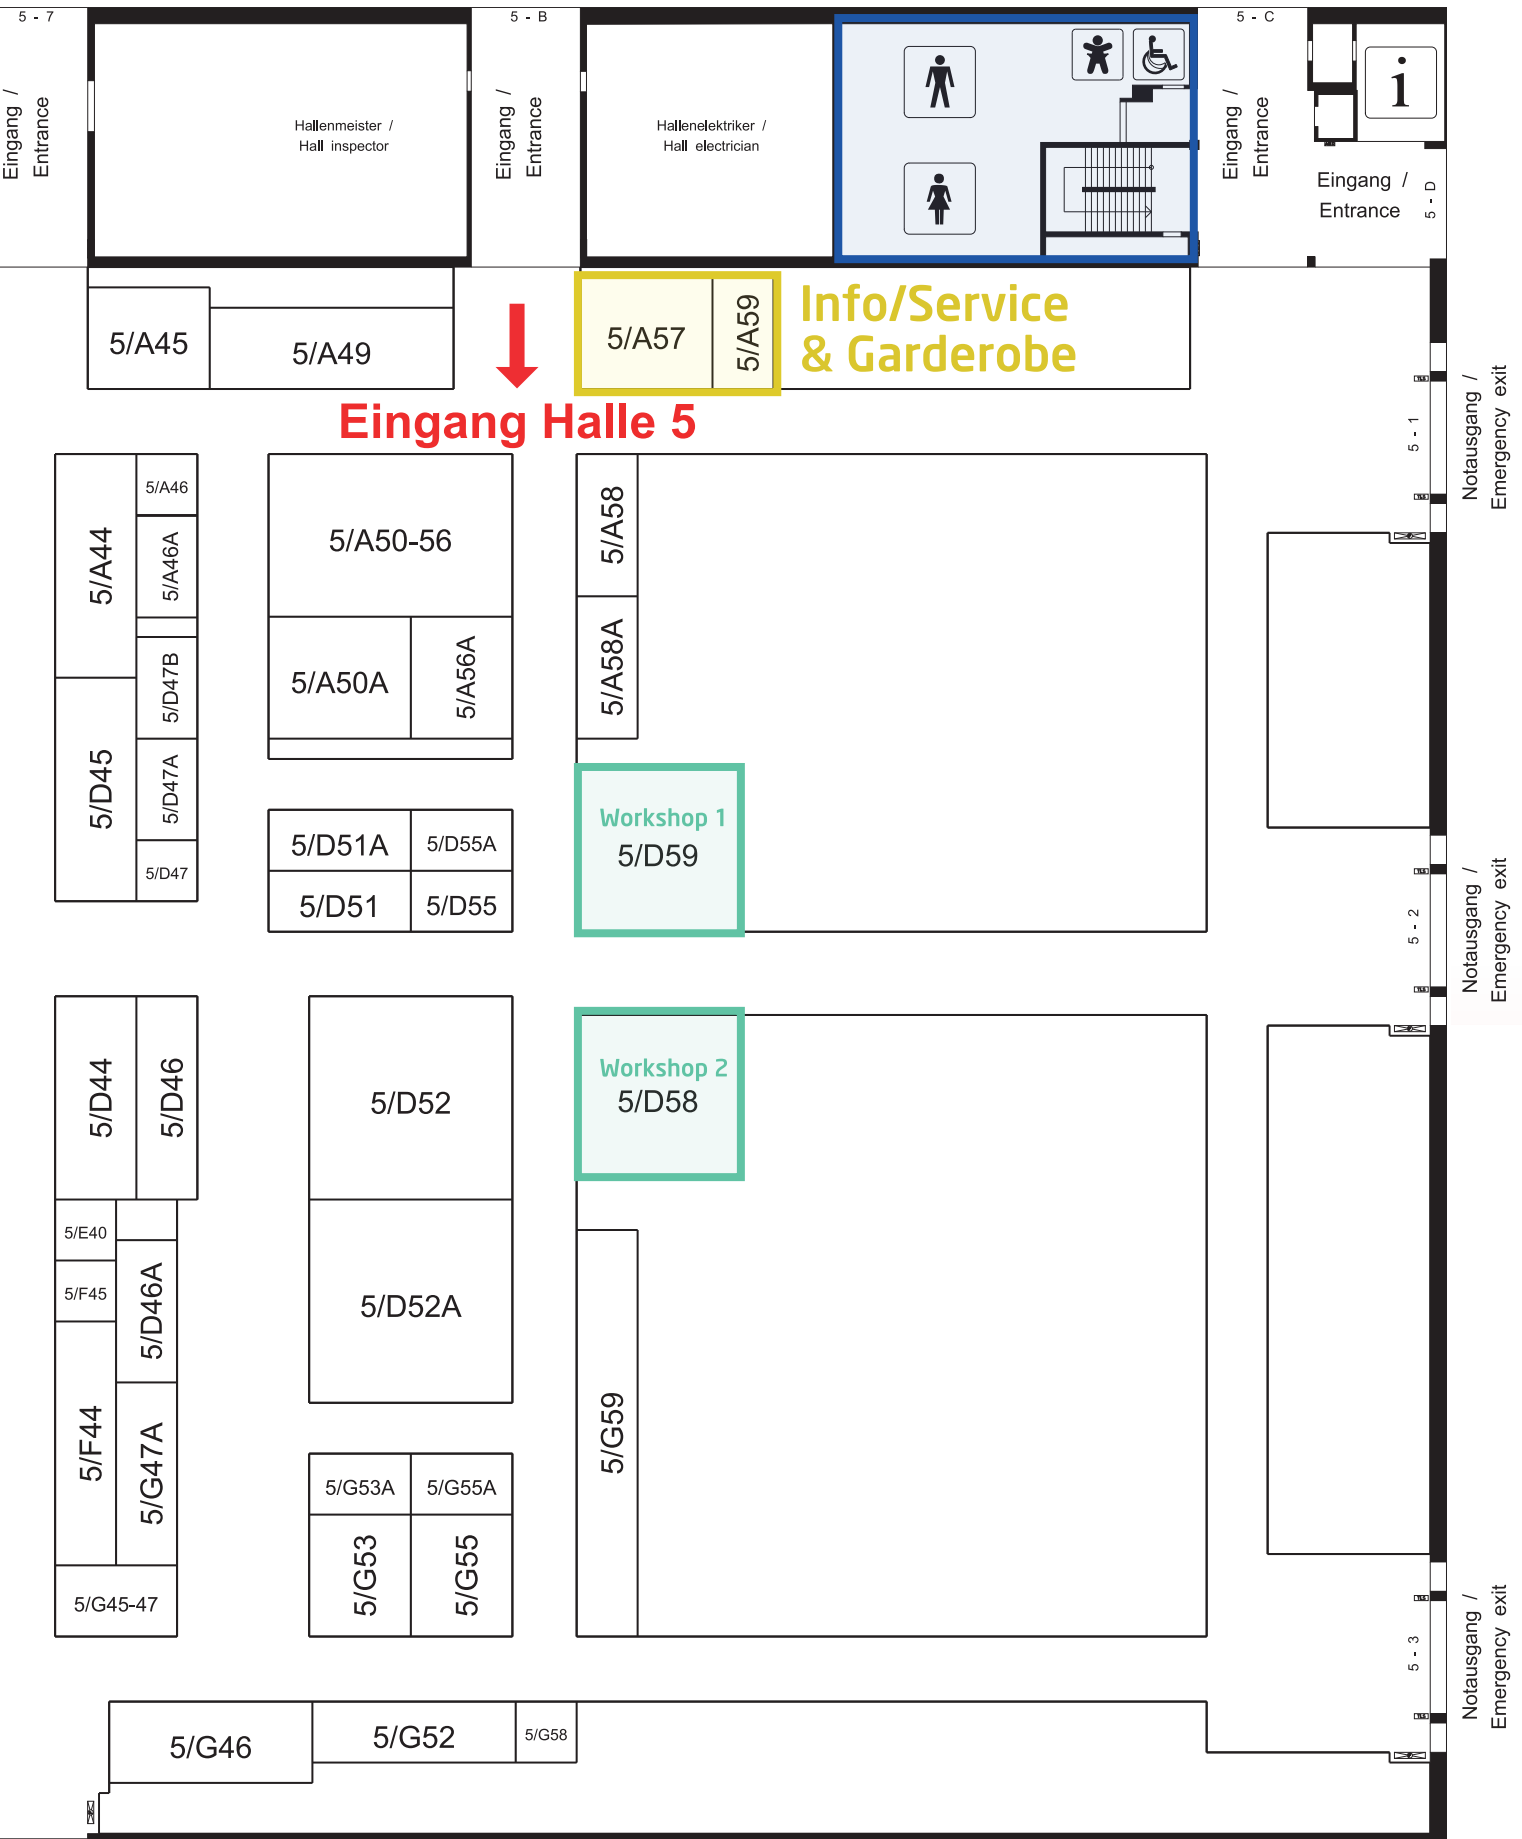 5 - 7
5 - B
5 - C
Eingang /
Entrance
Hallenmeister /
Hall inspector
Eingang /
Entrance
Hallenelektriker /
Hall electrician
Eingang /
Entrance
i
Eingang /
Entrance
5 - D
5/A45
5/A49
5/A57
5/A59
Info/Service
& Garderobe
Eingang Halle 5
5 - 1
Notausgang /
Emergency exit
5/A44
5/A46
5/A46A
5/D47B
5/D45
5/D47A
5/D47
5/A50-56
5/A50A
5/A56A
5/A58
5/A58A
5/D51A
5/D55A
5/D51
5/D55
Workshop 1
5/D59
5 - 2
Notausgang /
Emergency exit
5/D44
5/D46
5/D52
Workshop 2
5/D58
5/E40
5/F45
5/D46A
5/D52A
5/F44
5/G47A
5/G59
5/G53A
5/G55A
5/G53
5/G55
5/G45-47
5 - 3
Notausgang /
Emergency exit
5/G46
5/G52
5/G58